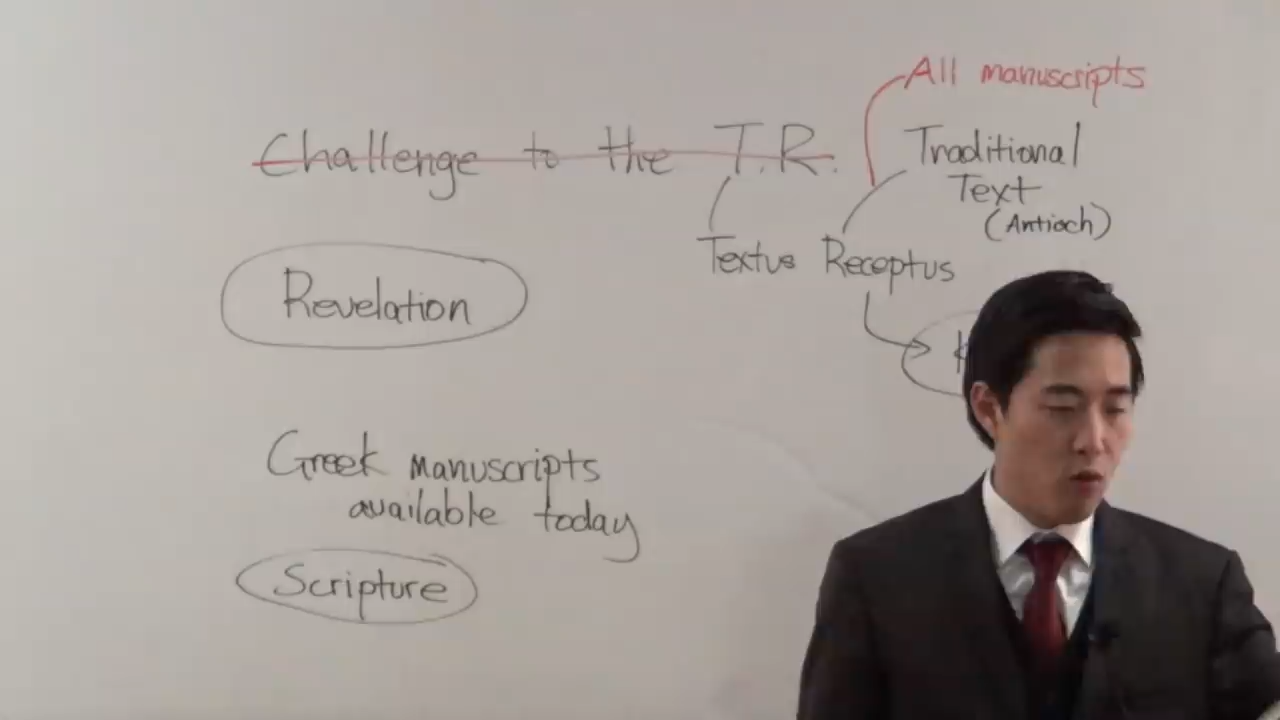 All manuscripts
Challenge to the T.R.
Traditional
Text
(Antioch)
Textus Receptus
Revelation
Greek manuscripts
available today
Scripture